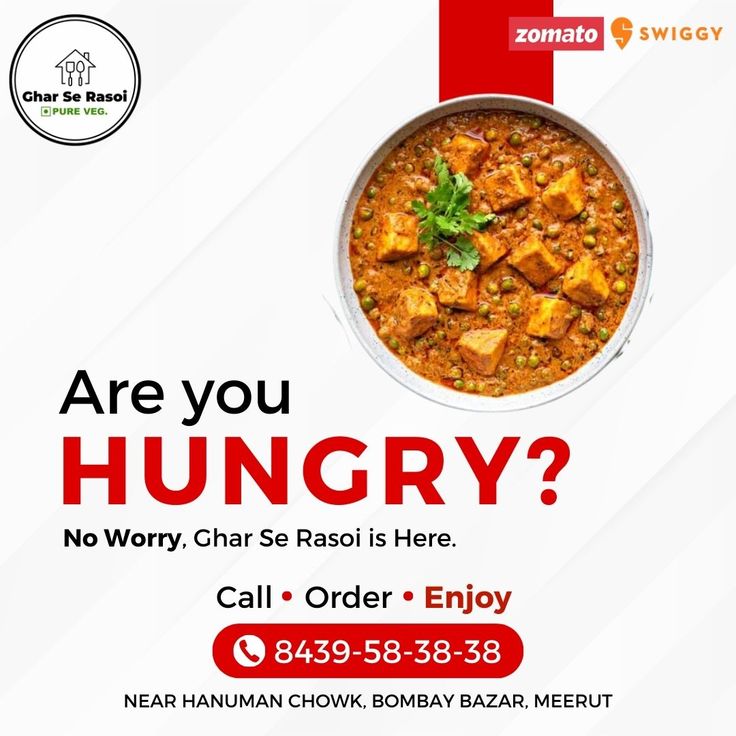 Ghar Se Rasoi
PURE VEG.
zomato SWIGGY
Are you
HUNGRY?
No Worry, Ghar Se Rasoi is Here.
Call • Order • Enjoy
8439-58-38-38
NEAR HANUMAN CHOWK, BOMBAY BAZAR, MEERUT